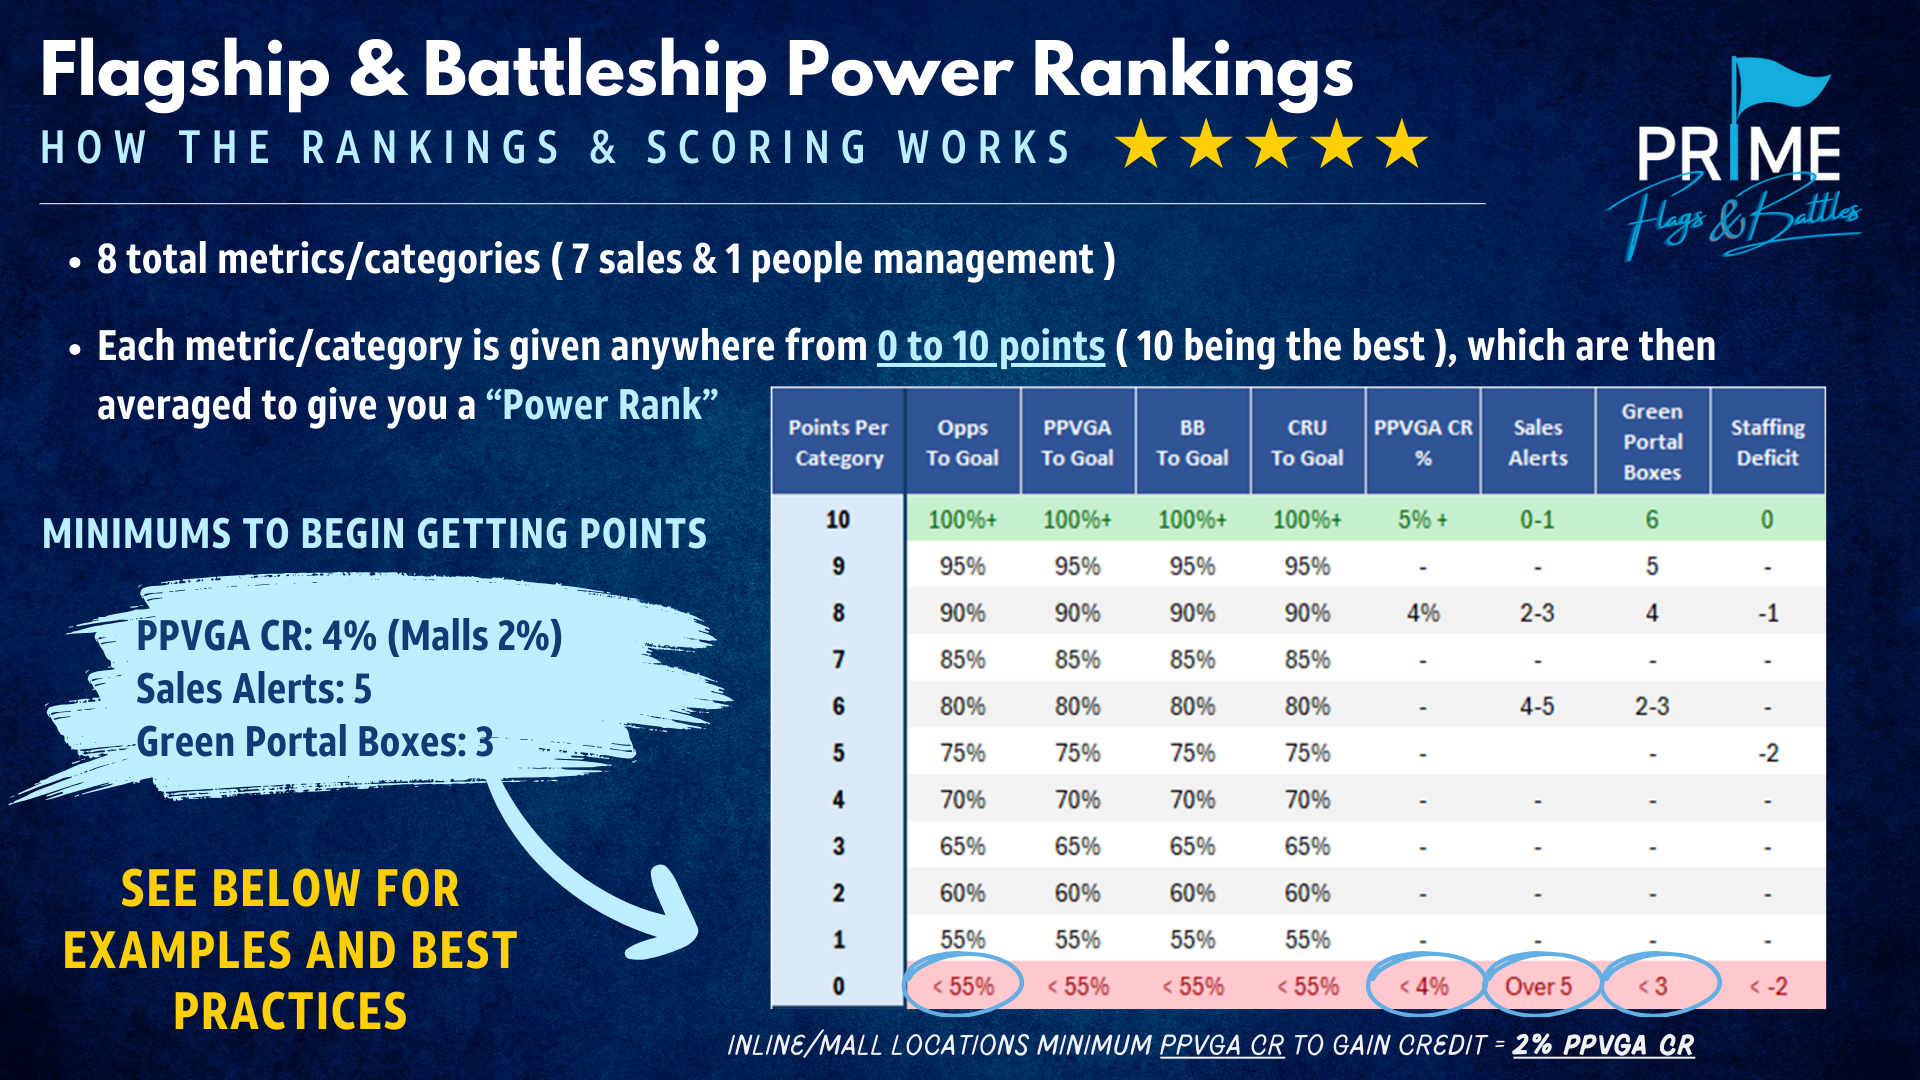 Flagship & Battleship Power Rankings
HOW THE RANKINGS & SCORING WORKS
PRIME
Flags & Battles
• 8 total metrics/categories ( 7 sales & 1 people management )
• Each metric/category is given anywhere from 0 to 10 points ( 10 being the best ), which are then
averaged to give you a “Power Rank”
MINIMUMS TO BEGIN GETTING POINTS
PPVGA CR: 4% (Malls 2%)
Sales Alerts: 5
Green Portal Boxes: 3
SEE BELOW FOR
EXAMPLES AND BEST
PRACTICES
Points Per Category | Opps To Goal | PPVGA To Goal | BB To Goal | CRU To Goal | PPVGA CR % | Sales Alerts | Green Portal Boxes | Staffing Deficit
10 100%+ 100%+ 100%+ 100%+ 5% + 0-1 6 0
9 95% 95% 95% 95% - - 5 -
8 90% 90% 90% 90% 4% 2-3 4 -1
7 85% 85% 85% 85% - - - -
6 80% 80% 80% 80% - 4-5 2-3 -
5 75% 75% 75% 75% - - -2
4 70% 70% 70% 70% - - - -
3 65% 65% 65% 65% - - - -
2 60% 60% 60% 60% - - - -
1 55% 55% 55% 55% - - - -
0 < 55% < 55% < 55% < 55% < 4% Over 5 < 3 < -2
INLINE/MALL LOCATIONS MINIMUM PPVGA CR TO GAIN CREDIT = 2% PPVGA CR